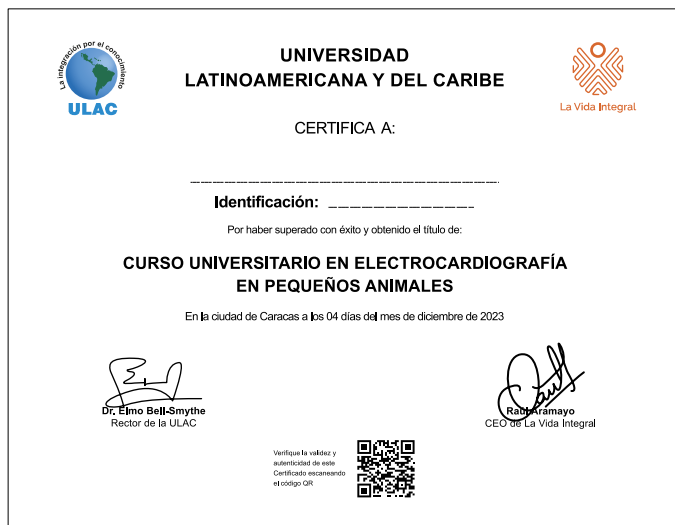 La integración por el conocimiento
ULAC
UNIVERSIDAD
LATINOAMERICANA Y DEL CARIBE
La Vida Integral
CERTIFICA A:
Identificación:
Por haber superado con éxito y obtenido el título de:
CURSO UNIVERSITARIO EN ELECTROCARDIOGRAFÍA
EN PEQUEÑOS ANIMALES
En la ciudad de Caracas a los 04 días del mes de diciembre de 2023
Dr. Elmo Bell-Smythe
Rector de la ULAC
Raúl Aramayo
CEO de La Vida Integral
Verifique la validez y
autenticidad de este
Certificado escaneando
el código QR